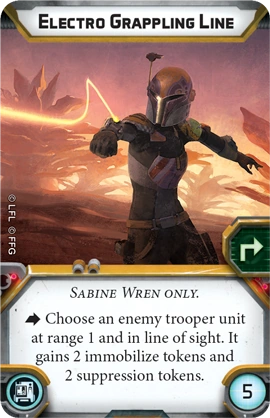 ELECTRO GRAPPLING LINE
© LFL © FFG
SABINE WREN ONLY.
Choose an enemy trooper unit
at range 1 and in line of sight. It
gains 2 immobilize tokens and
2 suppression tokens.
5